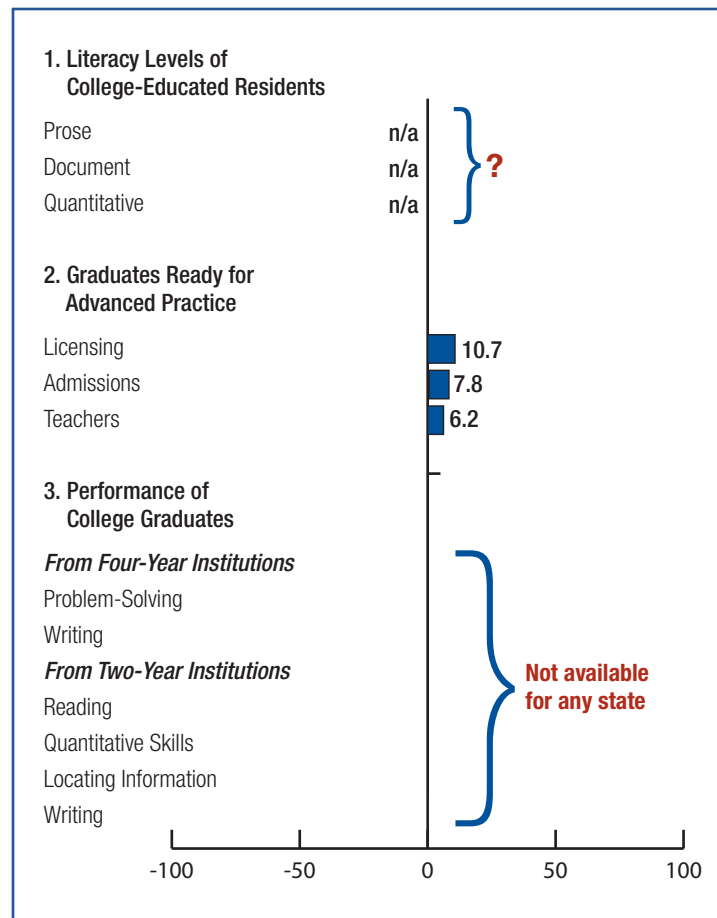 1. Literacy Levels of
College-Educated Residents
Prose n/a
Document n/a
Quantitative n/a
?
2. Graduates Ready for
Advanced Practice
Licensing 10.7
Admissions 7.8
Teachers 6.2
3. Performance of
College Graduates
From Four-Year Institutions
Problem-Solving
Writing
From Two-Year Institutions
Reading
Quantitative Skills
Locating Information
Writing
Not available
for any state
-100 -50 0 50 100